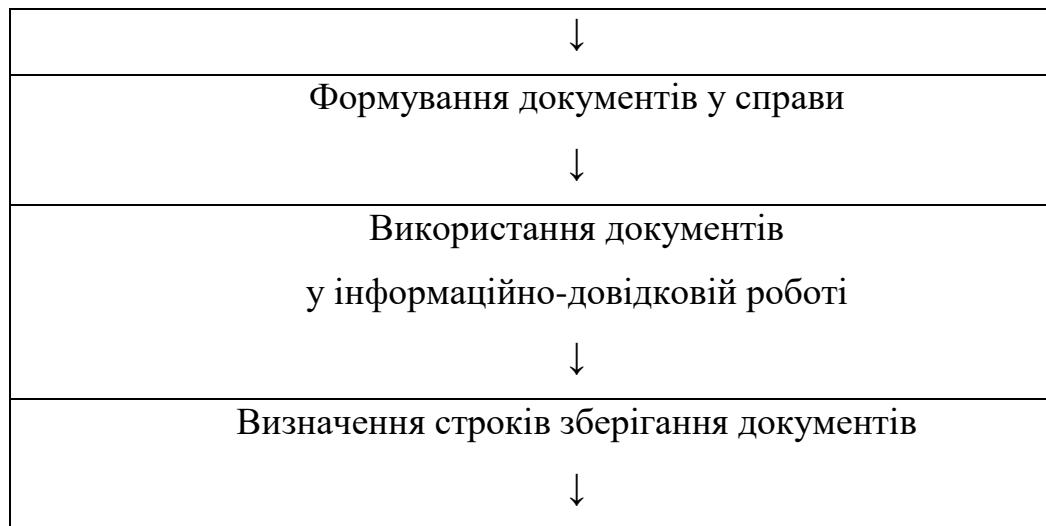 ↓
Формування документів у справи
↓
Використання документів
у інформаційно-довідковій роботі
↓
Визначення строків зберігання документів
↓